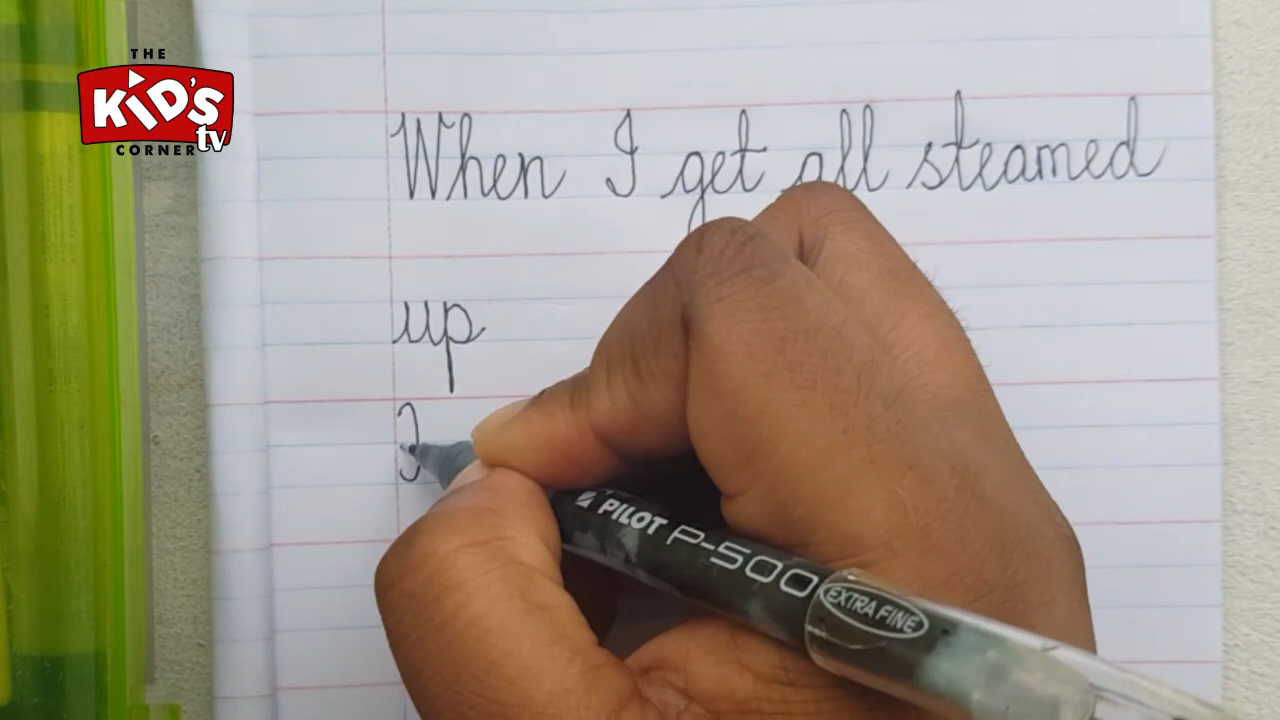 THE
KID'S
tv
CORNER
When I get all steamed
up
PILOT P-500
EXTRA FINE